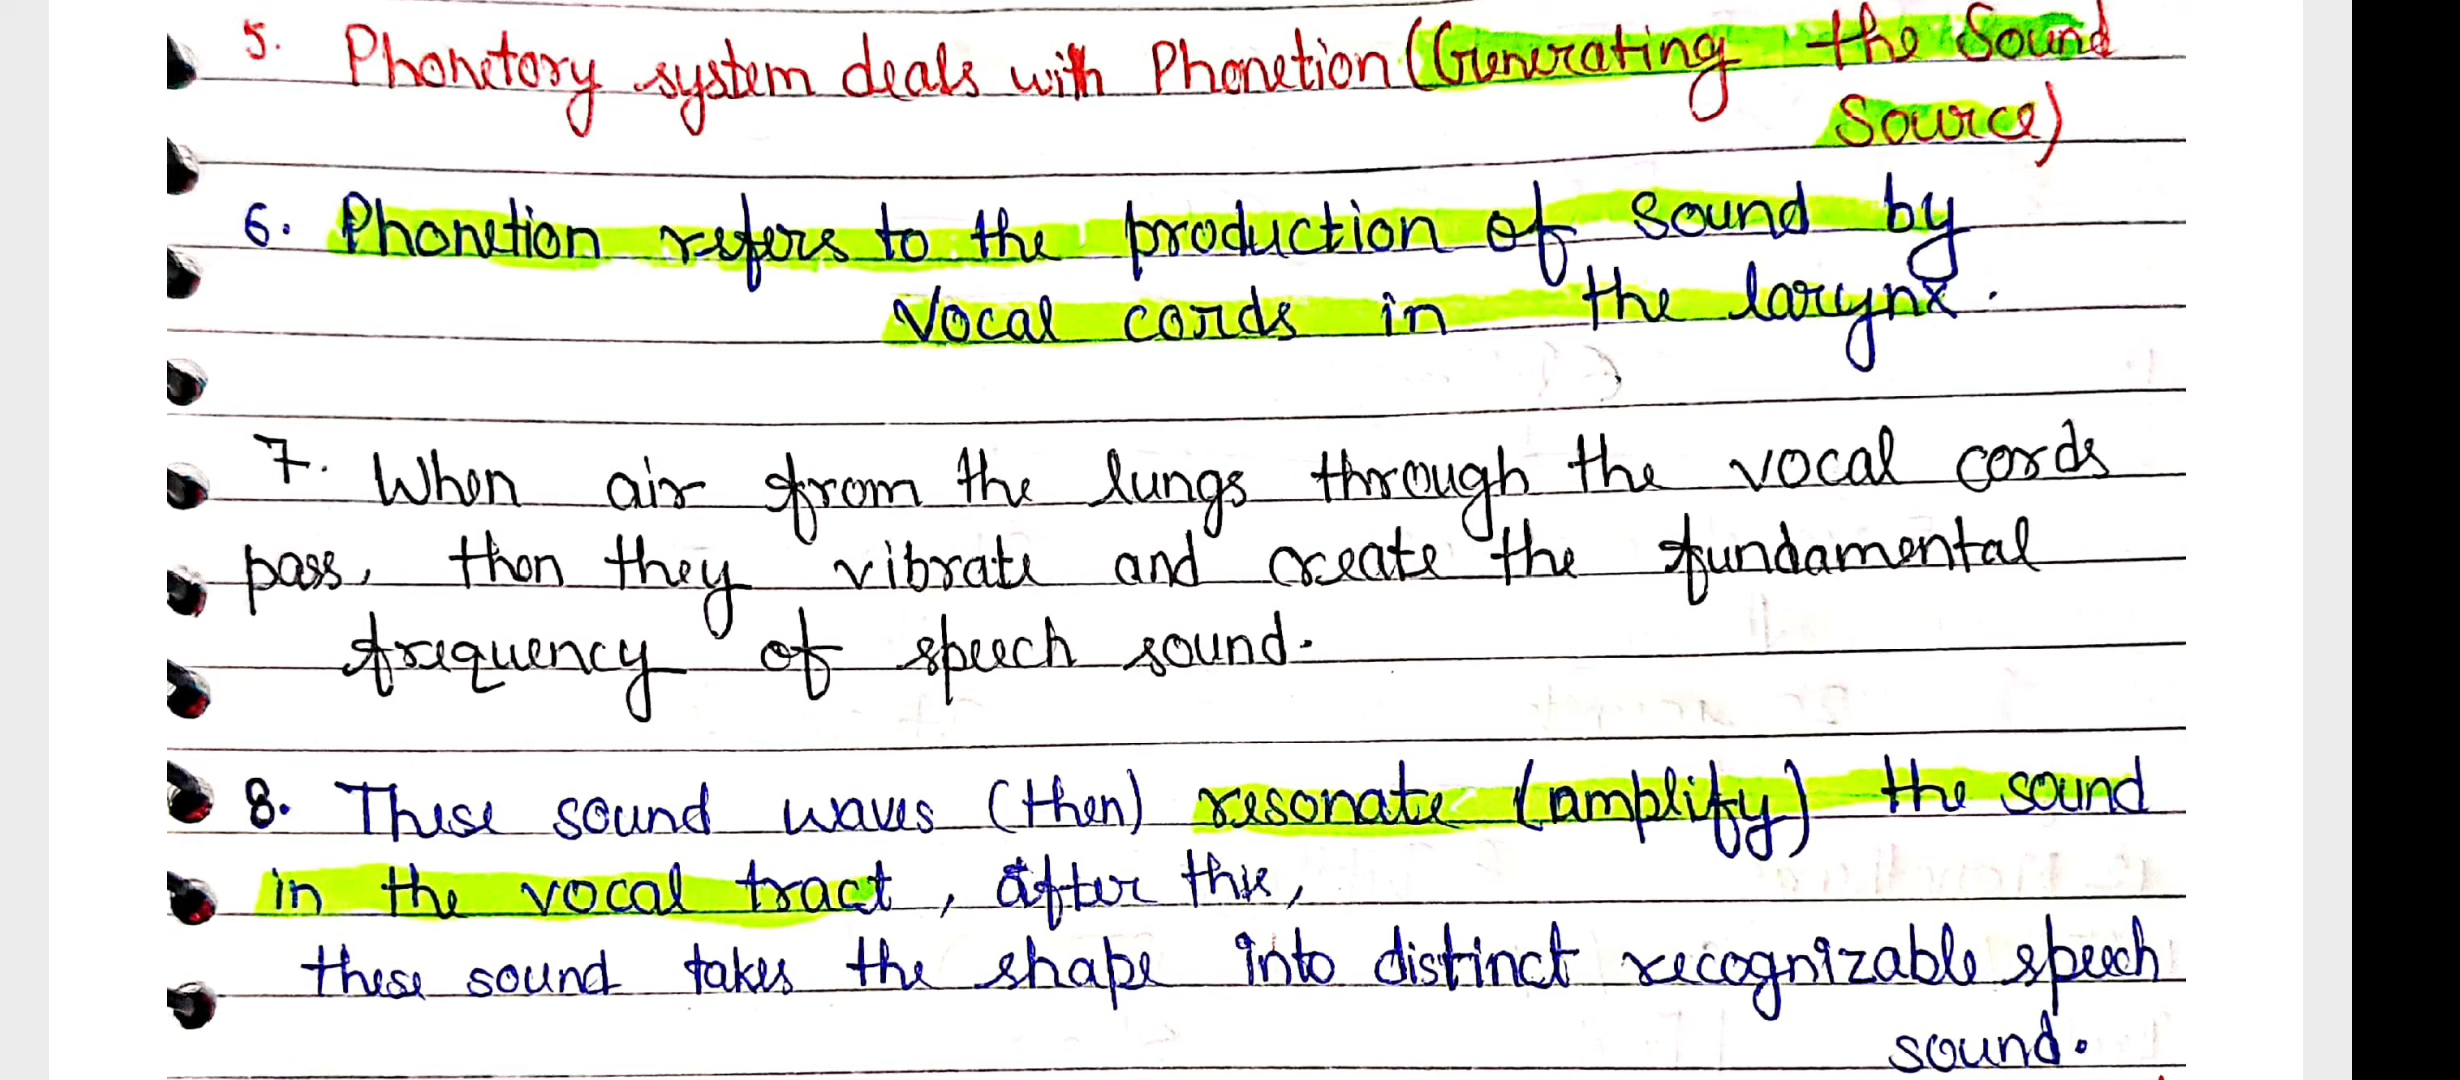 5. Phonetory system deals with Phonetion (Generating the Sound
Source)
6. Phonetion refers to the production of sound by
Vocal cords in the larynx.
7. When air from the lungs through the vocal cords
pass, then they vibrate and create the fundamental
frequency of speech sound.
8. These sound waves (then) resonate (amplify) the sound
in the vocal tract, After this,
these sound takes the shape into distinct recognizable speech
sound.